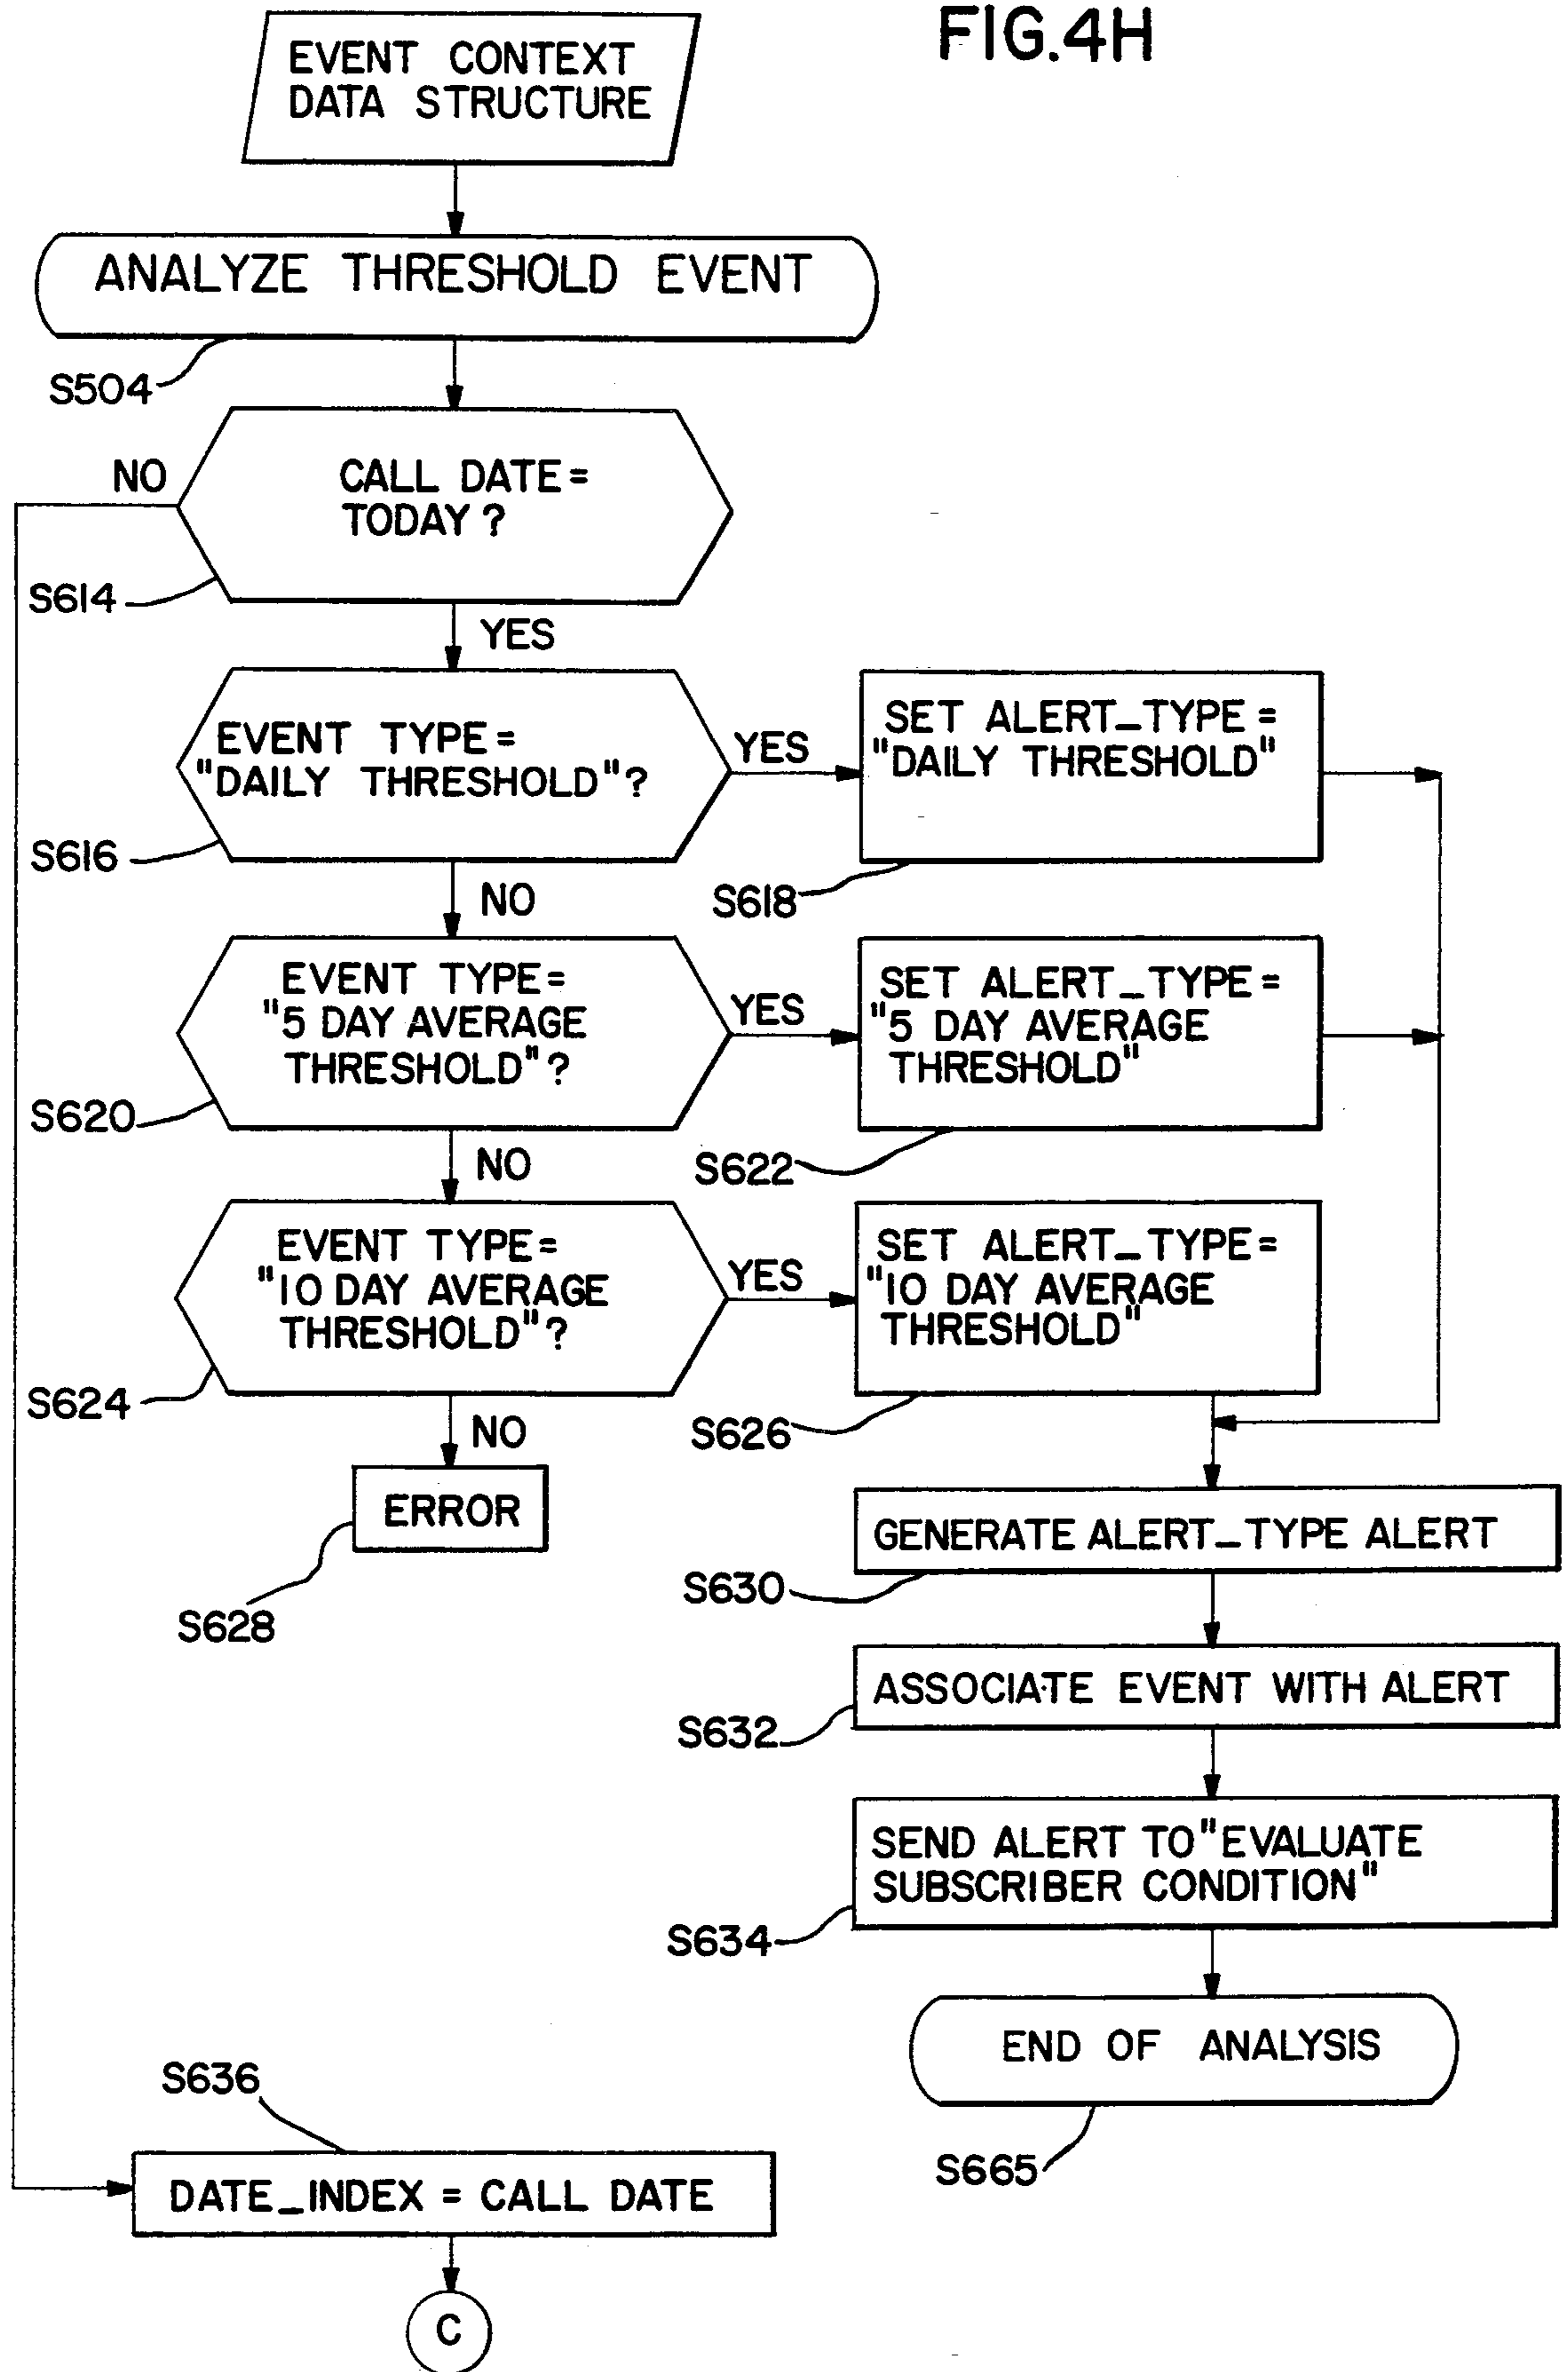 FIG.4H
EVENT CONTEXT
DATA STRUCTURE
ANALYZE THRESHOLD EVENT
S504
NO
CALL DATE=
TODAY?
S614
YES
EVENT TYPE=
"DAILY THRESHOLD"?
YES
SET ALERT_TYPE=
"DAILY THRESHOLD"
S616
S618
NO
EVENT TYPE=
"5 DAY AVERAGE
THRESHOLD"?
YES
SET ALERT_TYPE=
"5 DAY AVERAGE
THRESHOLD"
S620
S622
NO
EVENT TYPE=
"10 DAY AVERAGE
THRESHOLD"?
YES
SET ALERT_TYPE=
"10 DAY AVERAGE
THRESHOLD"
S624
S626
NO
ERROR
S628
GENERATE ALERT_TYPE ALERT
S630
ASSOCIATE EVENT WITH ALERT
S632
SEND ALERT TO "EVALUATE
SUBSCRIBER CONDITION"
S634
END OF ANALYSIS
S665
S636
DATE_INDEX = CALL DATE
C